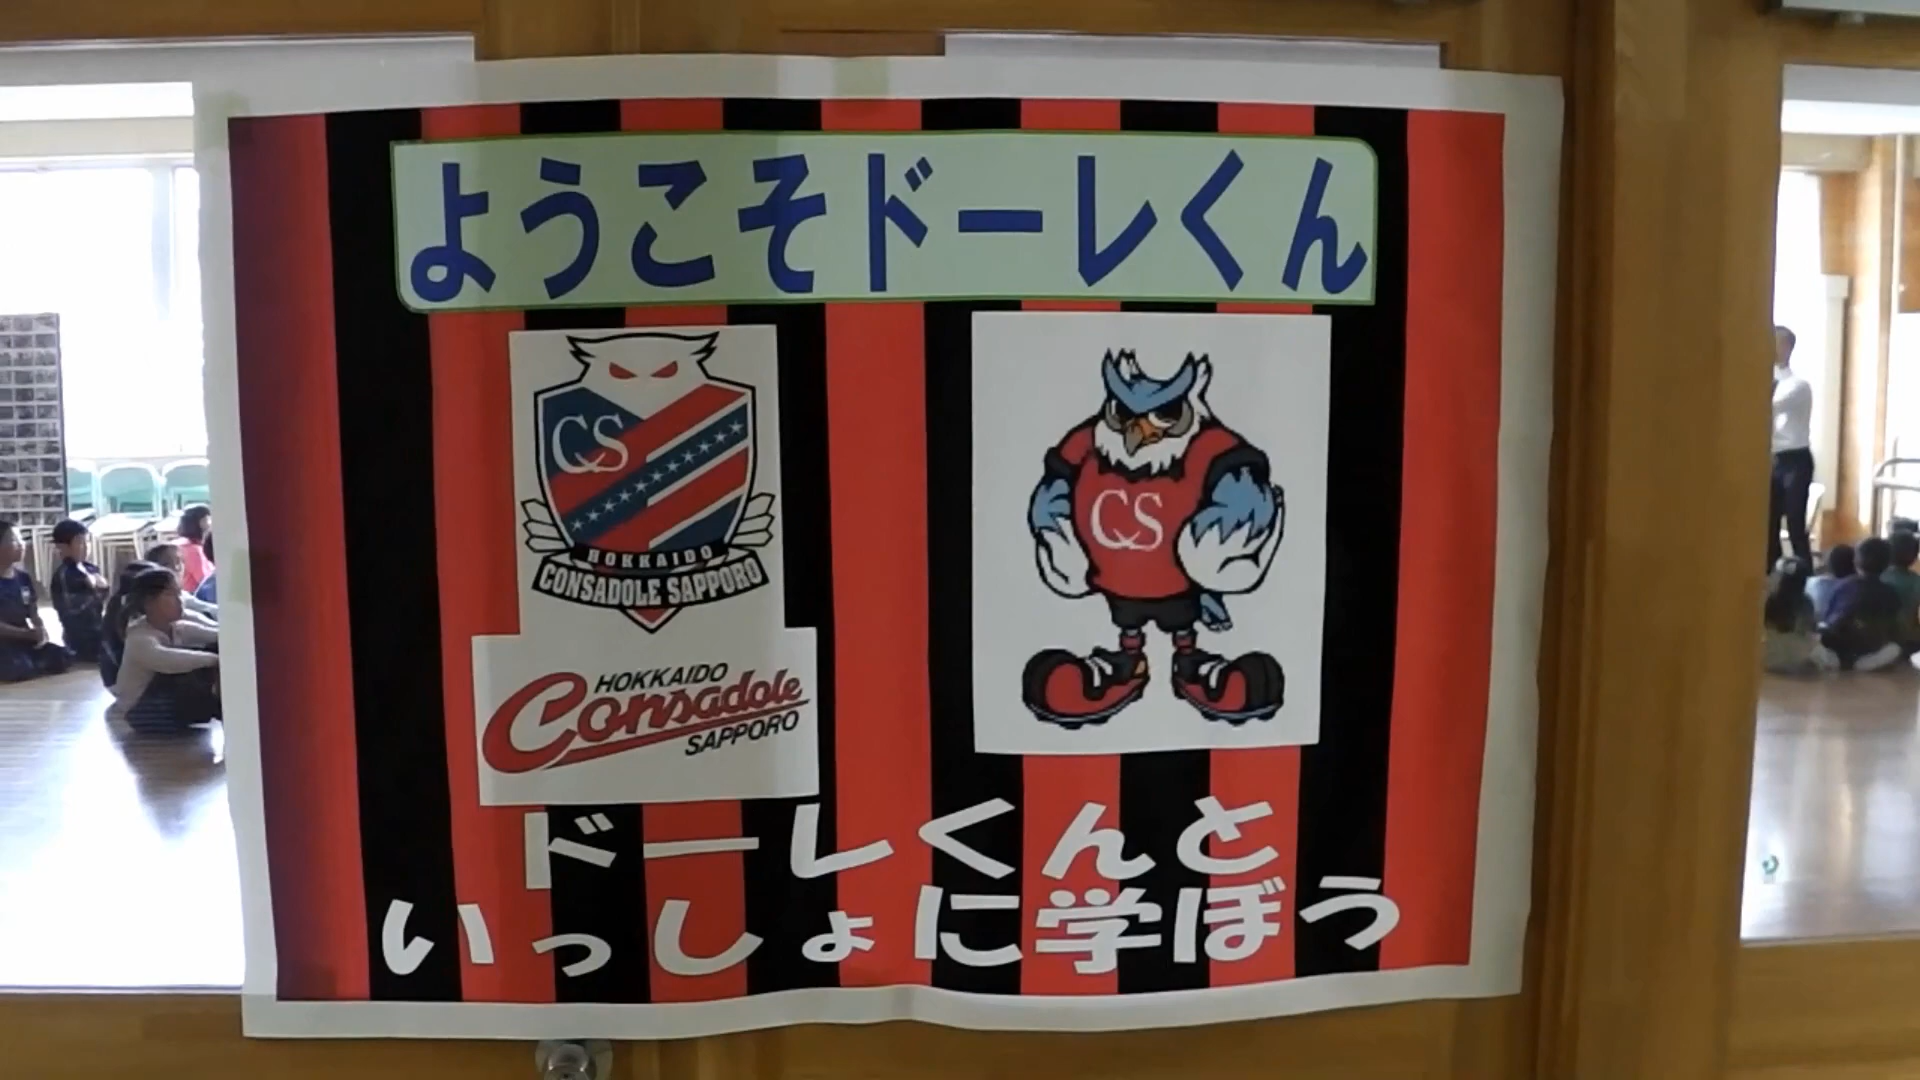 ようこそドーレくん
CS
HOKKAIDO
CONSADOLE SAPPORO
HOKKAIDO
Consadole
SAPPORO
CS
ドーレくんと
いっしょに学ぼう